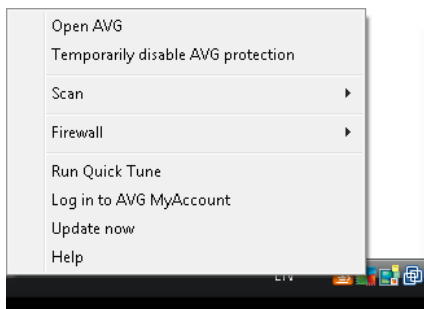 Open AVG
Temporarily disable AVG protection
Scan
Firewall
Run Quick Tune
Log in to AVG MyAccount
Update now
Help
EN